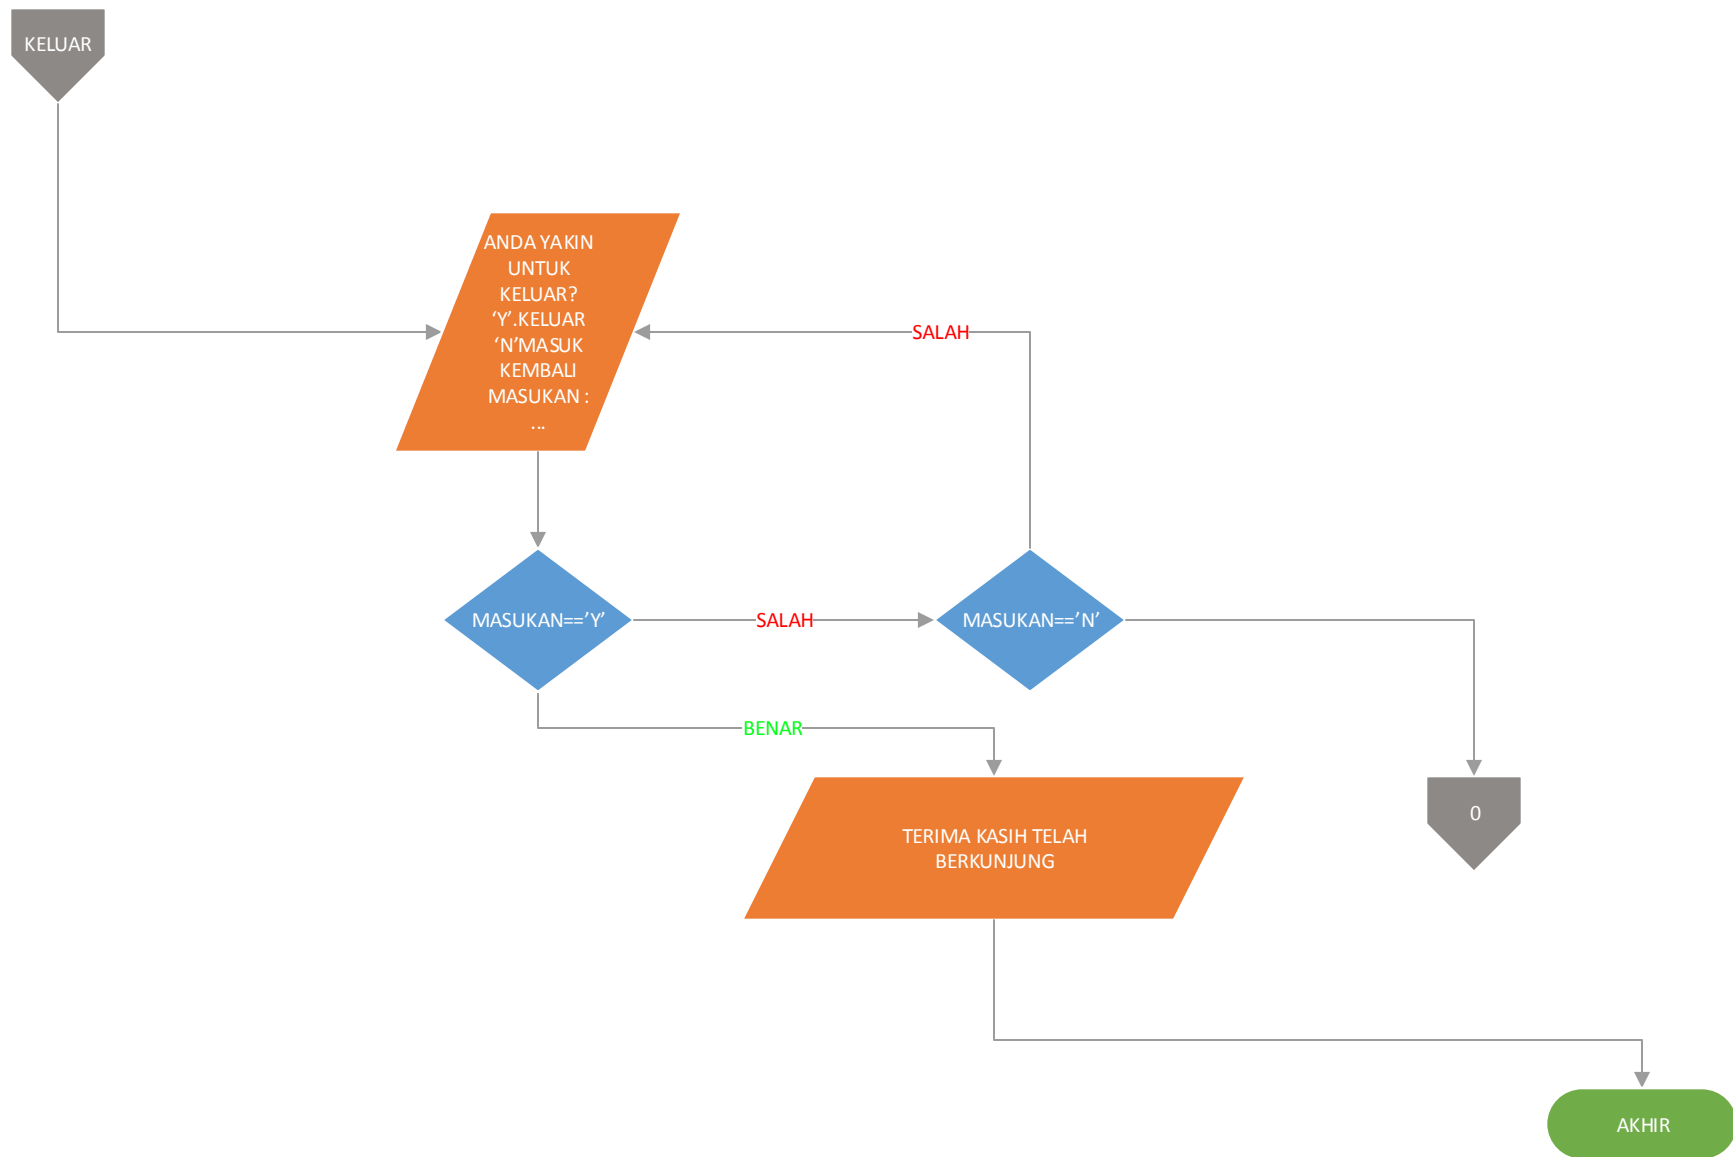 KELUAR
ANDA YAKIN
UNTUK
KELUAR?
‘Y’.KELUAR
‘N’MASUK
KEMBALI
MASUKAN :
...
SALAH
MASUKAN==’Y’
SALAH
MASUKAN==’N’
BENAR
TERIMA KASIH TELAH
BERKUNJUNG
0
AKHIR